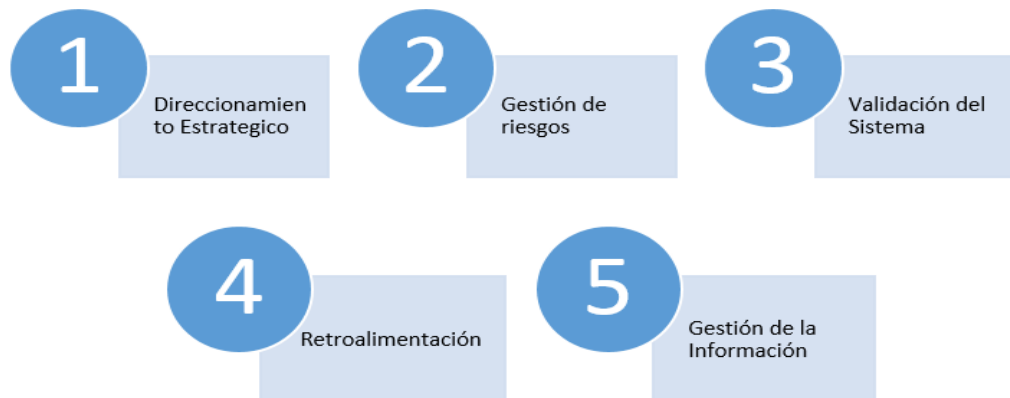 1
Direccionamien
to Estrategico
2
Gestión de
riesgos
3
Validación del
Sistema
4
Retroalimentación
5
Gestión de la
Información